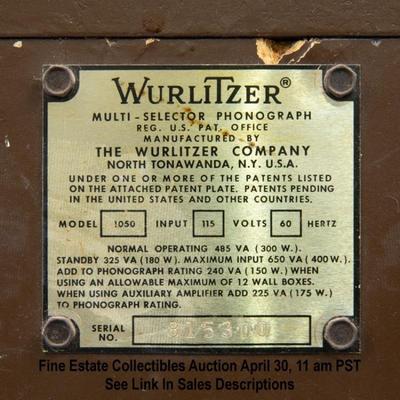 WURLITZER®
MULTI-SELECTOR PHONOGRAPH
REG. U.S. PAT. OFFICE
MANUFACTURED BY
THE WURLITZER COMPANY
NORTH TONAWANDA, N.Y. U.S.A.
UNDER ONE OR MORE OF THE PATENTS LISTED
ON THE ATTACHED PATENT PLATE. PATENTS PENDING
IN THE UNITED STATES AND OTHER COUNTRIES.
MODEL 1050 INPUT 115 VOLTS 60 HERTZ
NORMAL OPERATING 485 VA (300 W.)
STANDBY 325 VA (180 W). MAXIMUM INPUT 650 VA (400 W.)
ADD TO PHONOGRAPH RATING 240 VA (150 W.) WHEN
USING AN ALLOWABLE MAXIMUM OF 12 WALL BOXES.
WHEN USING AUXILIARY AMPLIFIER ADD 225 VA (175 W.)
TO PHONOGRAPH RATING.
SERIAL
NO. 815300
Fine Estate Collectibles Auction April 30, 11 am PST
See Link In Sales Descriptions